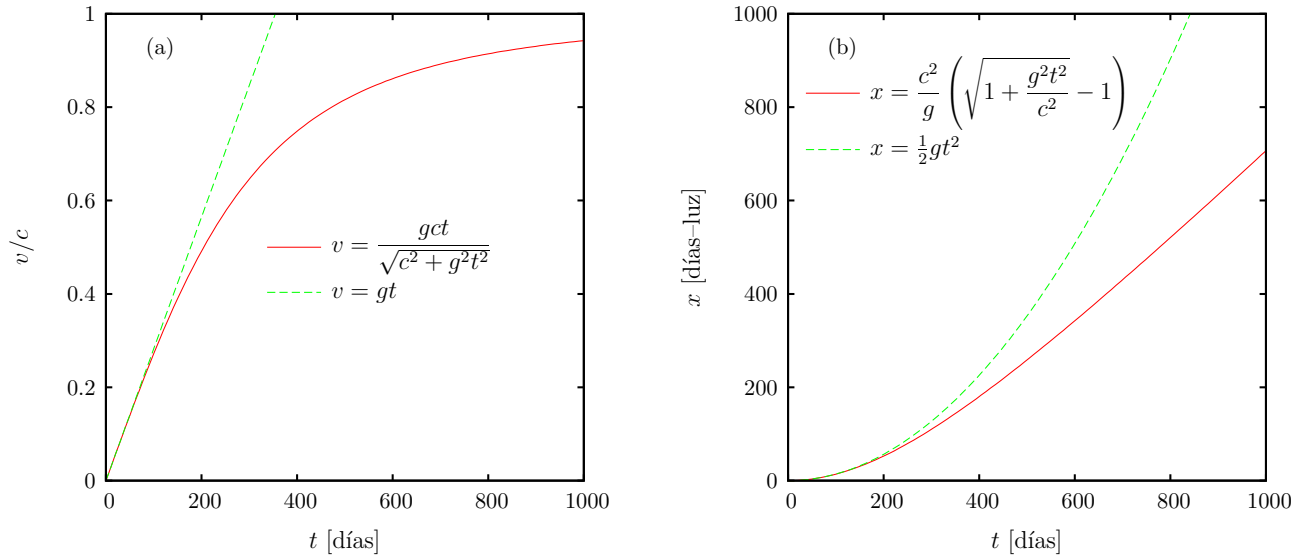 (a)
1
0.8
0.6
0.4
0.2
0
v/c
v = gct / √(c² + g²t²)
v = gt
0 200 400 600 800 1000
t [días]
(b)
1000
800
600
400
200
0
x [días–luz]
x = c²/g (√(1 + g²t²/c²) − 1)
x = ½gt²
0 200 400 600 800 1000
t [días]